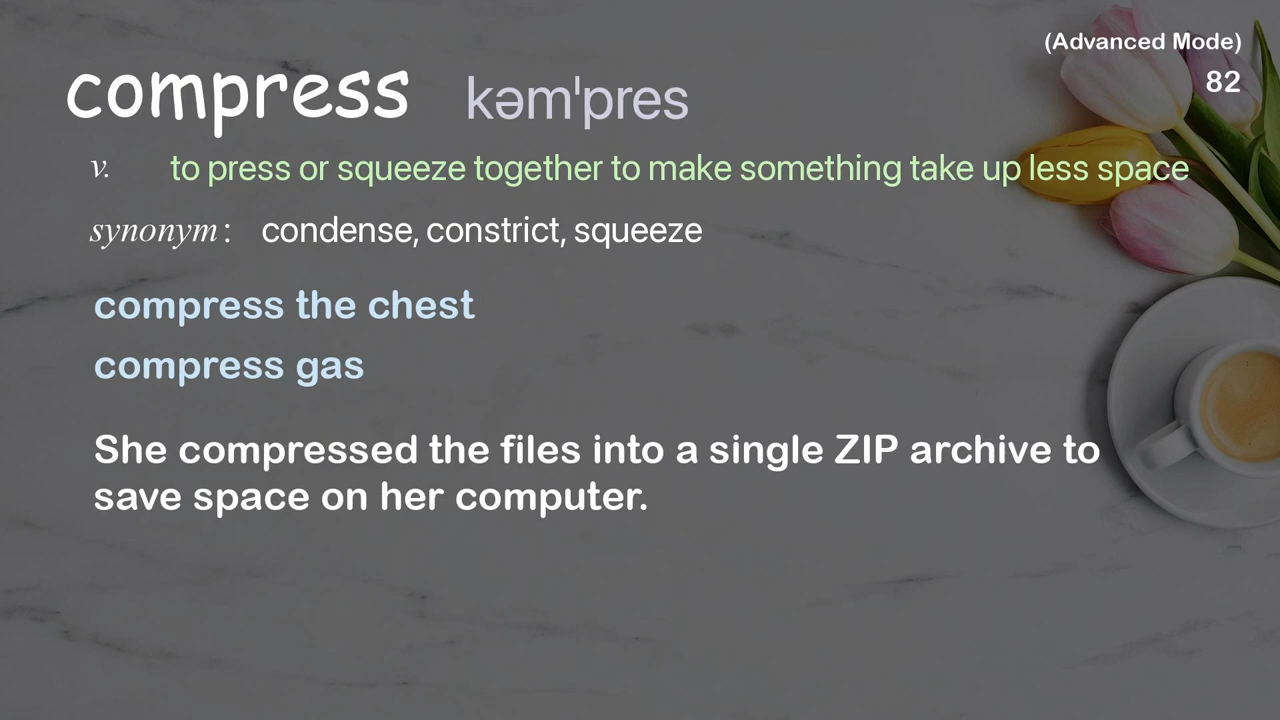 (Advanced Mode)
82
compress kəm'pres
v. to press or squeeze together to make something take up less space
synonym: condense, constrict, squeeze
compress the chest
compress gas
She compressed the files into a single ZIP archive to
save space on her computer.